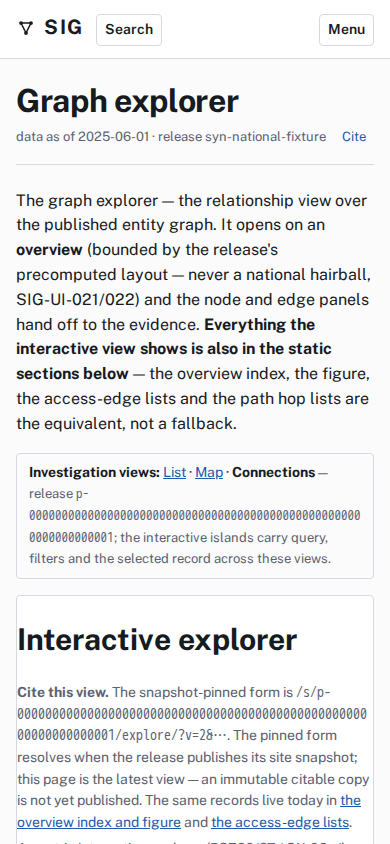 SIG Search Menu
Graph explorer
data as of 2025-06-01 · release syn-national-fixture Cite
The graph explorer — the relationship view over
the published entity graph. It opens on an
overview (bounded by the release's
precomputed layout — never a national hairball,
SIG-UI-021/022) and the node and edge panels
hand off to the evidence. Everything the
interactive view shows is also in the static
sections below — the overview index, the figure,
the access-edge lists and the path hop lists are
the equivalent, not a fallback.
Investigation views: List · Map · Connections —
release p-
000000000000000000000000000000000000000000000000000
0000000000001; the interactive islands carry query,
filters and the selected record across these views.
Interactive explorer
Cite this view. The snapshot-pinned form is /s/p-
000000000000000000000000000000000000000000000000000
0000000000001/explore/?v=2&…. The pinned form
resolves when the release publishes its site snapshot;
this page is the latest view — an immutable citable copy
is not yet published. The same records live today in the
overview index and figure and the access-edge lists.